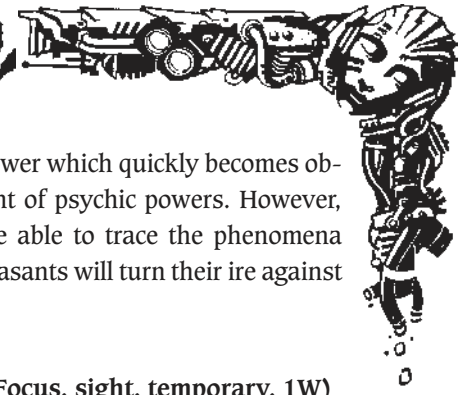 wer which quickly becomes ob-
nt of psychic powers. However,
e able to trace the phenomena
easants will turn their ire against
Focus, sight, temporary, 1W)